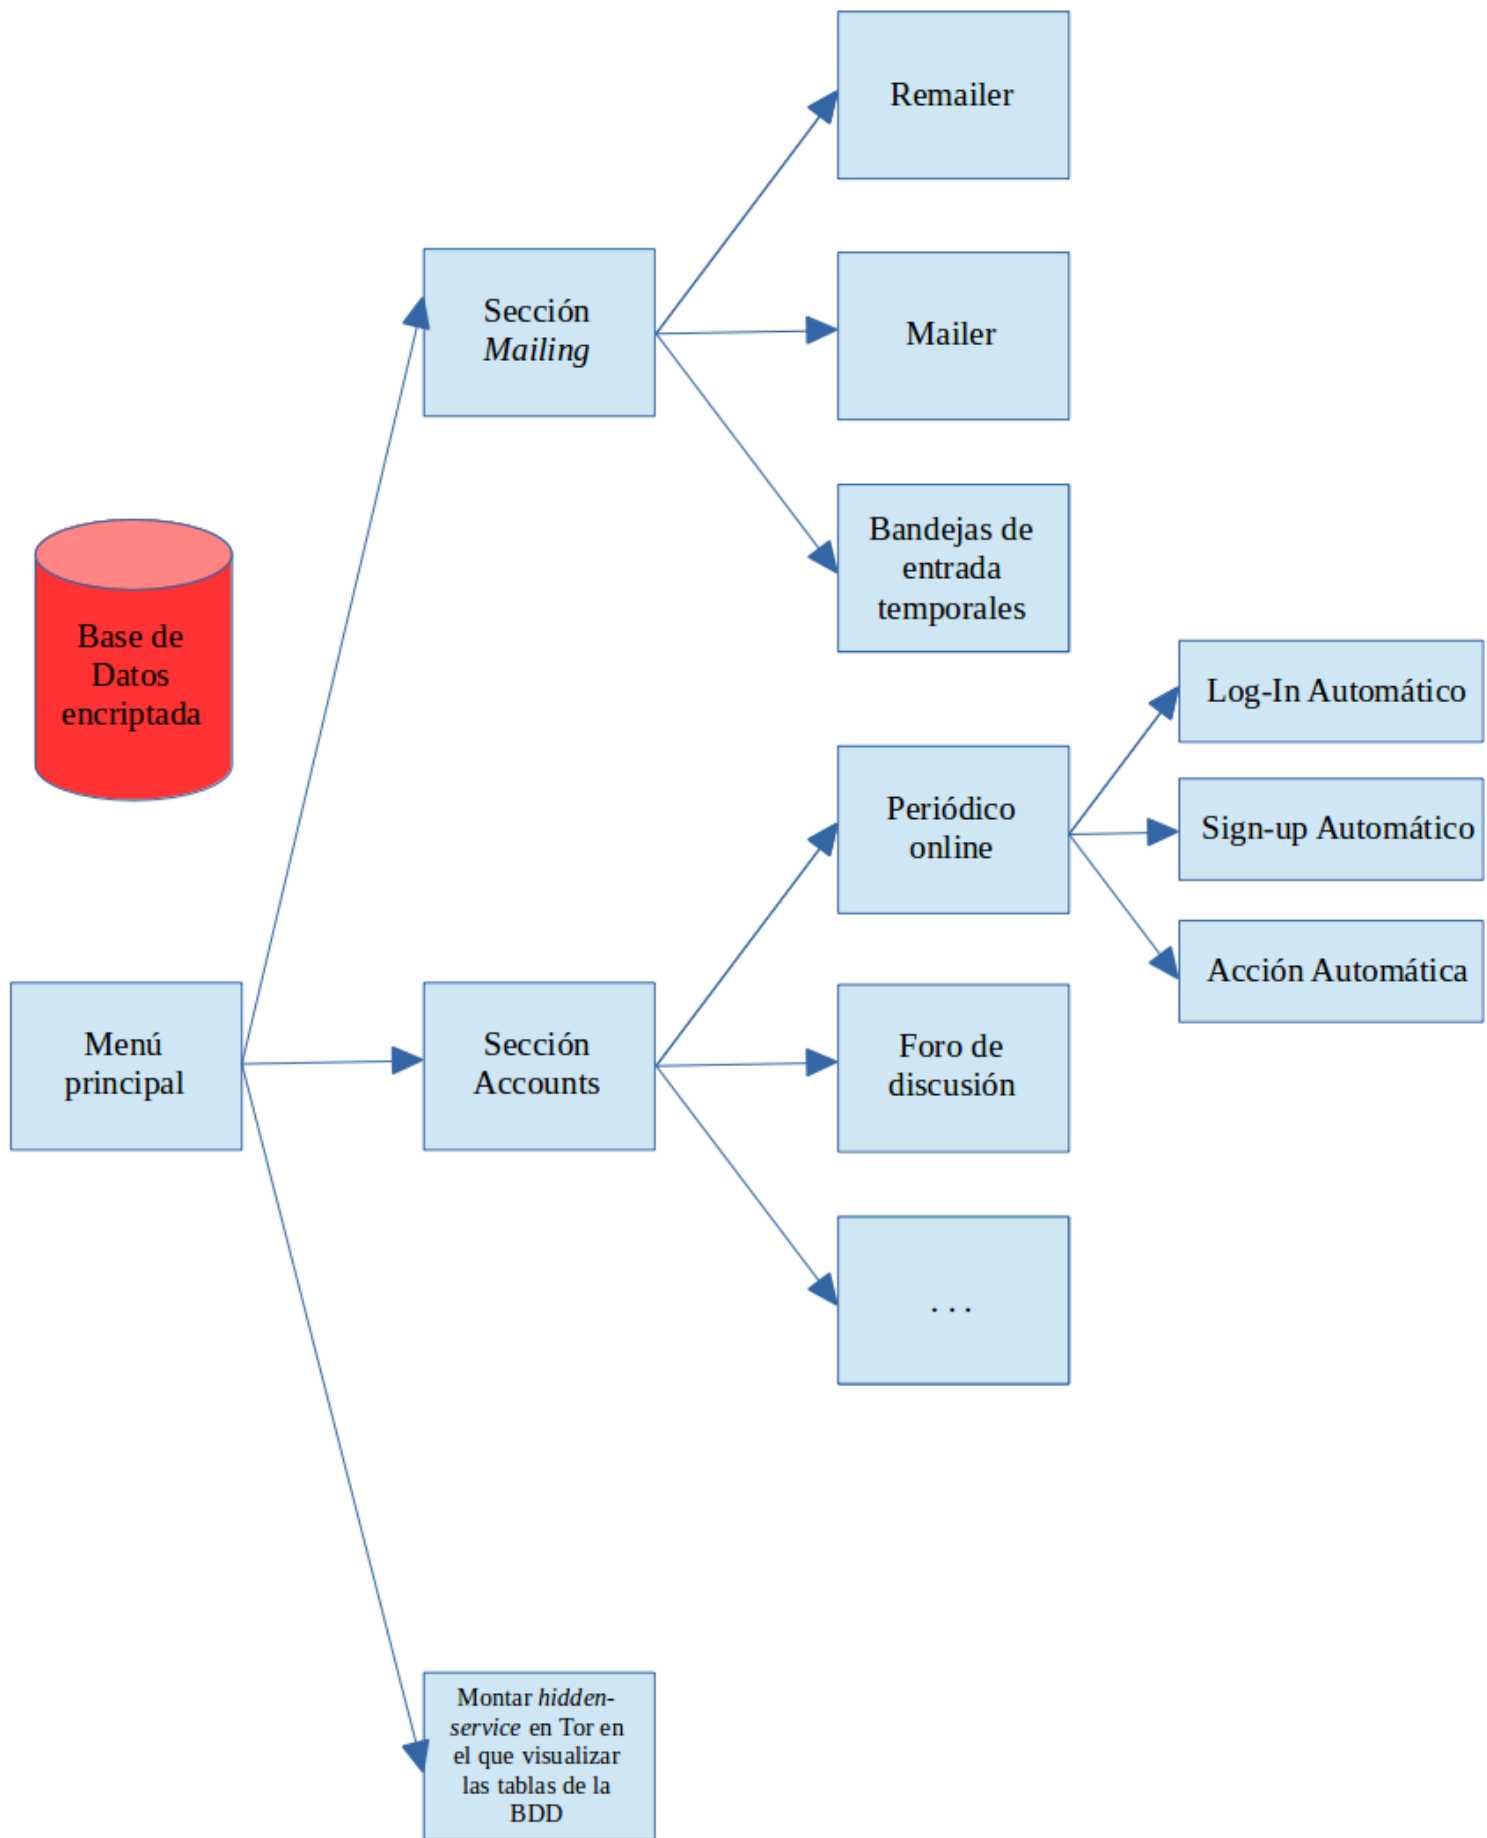 Remailer
Sección
Mailing
Mailer
Bandejas de
entrada
temporales
Base de
Datos
encriptada
Log-In Automático
Periódico
online
Sign-up Automático
Acción Automática
Menú
principal
Sección
Accounts
Foro de
discusión
. . .
Montar hidden-
service en Tor en
el que visualizar
las tablas de la
BDD